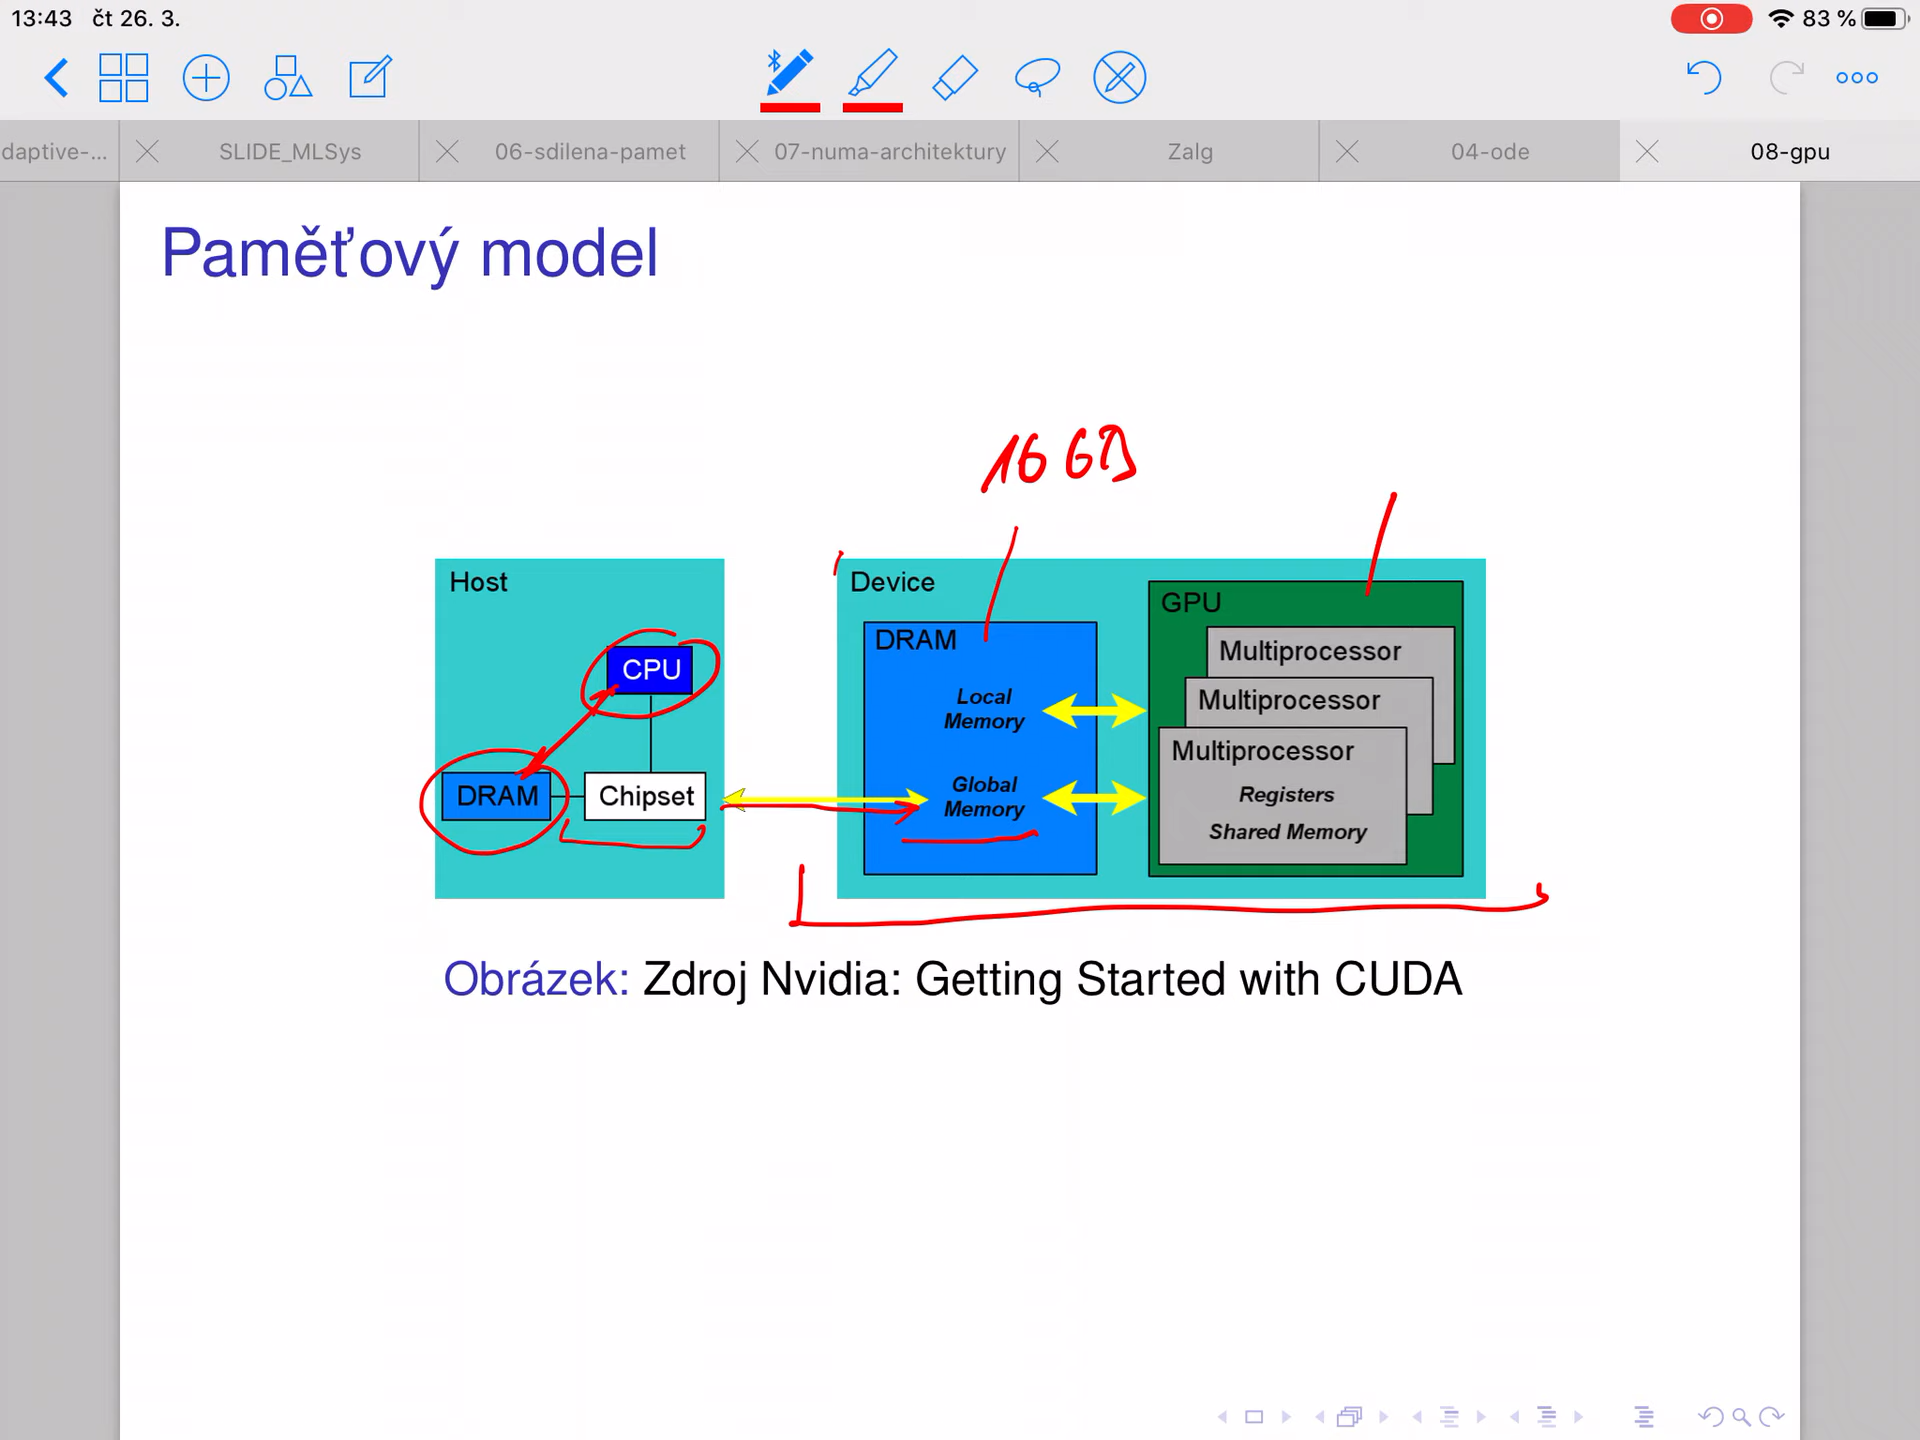 13:43 čt 26. 3.
83 %
daptive-...
SLIDE_MLSys
06-sdilena-pamet
07-numa-architektury
Zalg
04-ode
08-gpu
Paměťový model
16 GB
Host
CPU
DRAM
Chipset
Device
DRAM
Local
Memory
Global
Memory
GPU
Multiprocessor
Multiprocessor
Multiprocessor
Registers
Shared Memory
Obrázek: Zdroj Nvidia: Getting Started with CUDA